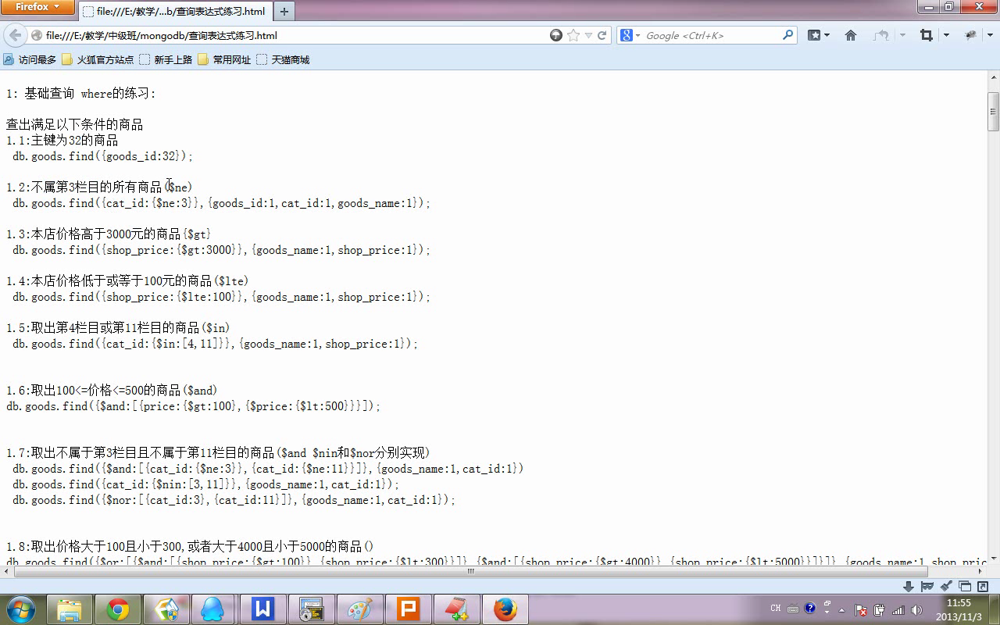 Firefox
file:///E:/教学/...b/查询表达式练习.html
file:///E:/教学/中级班/mongodb/查询表达式练习.html
Google <Ctrl+K>
访问最多 火狐官方站点 新手上路 常用网址 天猫商城
1: 基础查询 where的练习:
查出满足以下条件的商品
1.1:主键为32的商品
db.goods.find({goods_id:32});
1.2:不属第3栏目的所有商品($ne)
db.goods.find({cat_id:{$ne:3}},{goods_id:1,cat_id:1,goods_name:1});
1.3:本店价格高于3000元的商品{$gt}
db.goods.find({shop_price:{$gt:3000}},{goods_name:1,shop_price:1});
1.4:本店价格低于或等于100元的商品($lte)
db.goods.find({shop_price:{$lte:100}},{goods_name:1,shop_price:1});
1.5:取出第4栏目或第11栏目的商品($in)
db.goods.find({cat_id:{$in:[4,11]}},{goods_name:1,shop_price:1});
1.6:取出100<=价格<=500的商品($and)
db.goods.find({$and:[{price:{$gt:100},{$price:{$lt:500}}}]);
1.7:取出不属于第3栏目且不属于第11栏目的商品($and $nin和$nor分别实现)
db.goods.find({$and:[{cat_id:{$ne:3}},{cat_id:{$ne:11}}]},{goods_name:1,cat_id:1})
db.goods.find({cat_id:{$nin:[3,11]}},{goods_name:1,cat_id:1});
db.goods.find({$nor:[{cat_id:3},{cat_id:11}]},{goods_name:1,cat_id:1});
1.8:取出价格大于100且小于300,或者大于4000且小于5000的商品()
db.goods.find({$or:[{$and:[{shop_price:{$gt:100}},{shop_price:{$lt:300}}]},{$and:[{shop_price:{$gt:4000}},{shop_price:{$lt:5000}}]}]},{goods_name:1,shop_pric
CH
11:55
2013/11/3